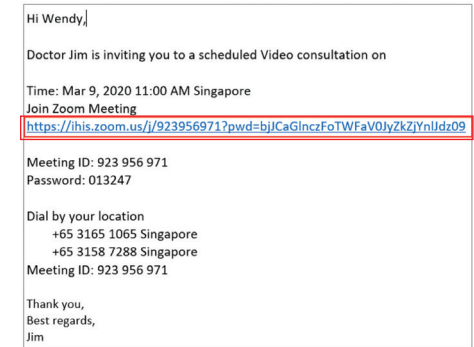 Hi Wendy,
Doctor Jim is inviting you to a scheduled Video consultation on
Time: Mar 9, 2020 11:00 AM Singapore
Join Zoom Meeting
https://ihis.zoom.us/j/923956971?pwd=bjJCaGlnczFoTWFaV0JyZkZjYnlJdz09
Meeting ID: 923 956 971
Password: 013247
Dial by your location
+65 3165 1065 Singapore
+65 3158 7288 Singapore
Meeting ID: 923 956 971
Thank you,
Best regards,
Jim